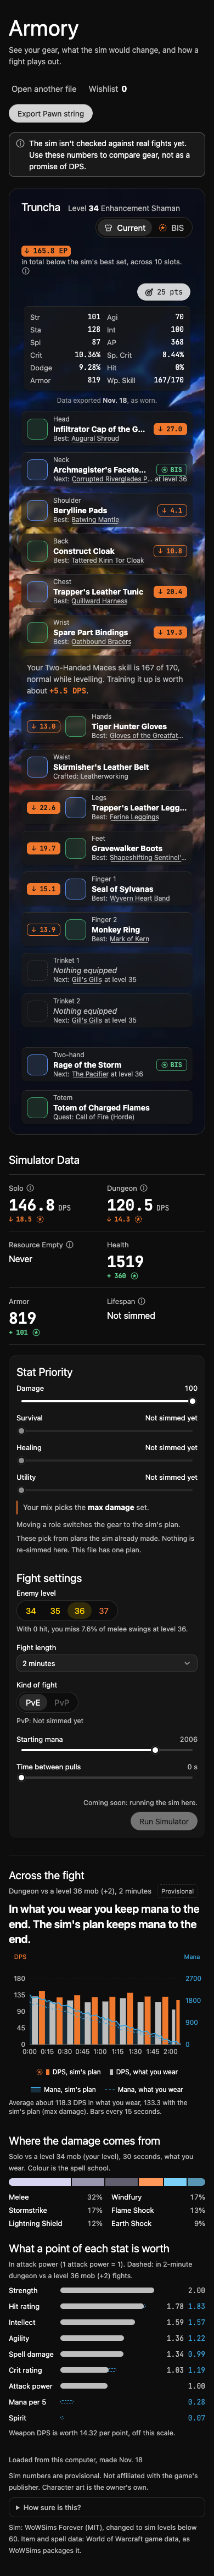 Armory
See your gear, what the sim would change, and how a
fight plays out.
Open another file
Wishlist 0
Export Pawn string
The sim isn't checked against real fights yet.
Use these numbers to compare gear, not as a
promise of DPS.
Truncha Level 34 Enhancement Shaman
Current BIS
↓ 165.8 EP
in total below the sim's best set, across 10 slots.
25 pts
Str 101 Agi 70
Sta 128 Int 100
Spi 87 AP 368
Crit 10.36% Sp. Crit 8.44%
Dodge 9.28% Hit 0%
Armor 819 Wp. Skill 167/170
Data exported Nov. 18, as worn.
Head
Infiltrator Cap of the G...
Best: Augural Shroud
↓ 27.0
Neck
Archmagister's Facete...
Next: Corrupted Riverglades P... at level 36
BIS
Shoulder
Berylline Pads
Best: Batwing Mantle
↓ 4.1
Back
Construct Cloak
Best: Tattered Kirin Tor Cloak
↓ 10.8
Chest
Trapper's Leather Tunic
Best: Quillward Harness
↓ 20.4
Wrist
Spare Part Bindings
Best: Oathbound Bracers
↓ 19.3
Your Two-Handed Maces skill is 167 of 170,
normal while levelling. Training it up is worth
about +5.5 DPS.
↓ 13.0
Hands
Tiger Hunter Gloves
Best: Gloves of the Greatfat...
Waist
Skirmisher's Leather Belt
Crafted: Leatherworking
↓ 22.6
Legs
Trapper's Leather Legg...
Best: Ferine Leggings
↓ 19.7
Feet
Gravewalker Boots
Best: Shapeshifting Sentinel'...
↓ 15.1
Finger 1
Seal of Sylvanas
Best: Wyvern Heart Band
↓ 13.9
Finger 2
Monkey Ring
Best: Mark of Kern
Trinket 1
Nothing equipped
Next: Gill's Gills at level 35
Trinket 2
Nothing equipped
Next: Gill's Gills at level 35
Two-hand
Rage of the Storm
Next: The Pacifier at level 36
BIS
Totem
Totem of Charged Flames
Quest: Call of Fire (Horde)
Simulator Data
Solo
146.8 DPS
↓ 18.5
Dungeon
120.5 DPS
↓ 14.3
Resource Empty
Never
Health
1519
+ 360
Armor
819
+ 101
Lifespan
Not simmed
Stat Priority
Damage 100
Survival Not simmed yet
Healing Not simmed yet
Utility Not simmed yet
Your mix picks the max damage set.
Moving a role switches the gear to the sim's plan.
These pick from plans the sim already made. Nothing is
re-simmed here. This file has one plan.
Fight settings
Enemy level
34 35 36 37
With 0 hit, you miss 7.6% of melee swings at level 36.
Fight length
2 minutes
Kind of fight
PvE PvP
PvP: Not simmed yet
Starting mana 2006
Time between pulls 0 s
Coming soon: running the sim here.
Run Simulator
Across the fight
Dungeon vs a level 36 mob (+2), 2 minutes Provisional
In what you wear you keep mana to the
end. The sim's plan keeps mana to the
end.
DPS Mana
180 2700
135 1800
90 900
45
0 0
0:00 0:15 0:30 0:45 1:00 1:15 1:30 1:45 2:00
DPS, sim's plan DPS, what you wear
Mana, sim's plan Mana, what you wear
Average about 118.3 DPS in what you wear, 133.3 with the
sim's plan (max damage). Bars every 15 seconds.
Where the damage comes from
Solo vs a level 34 mob (your level), 30 seconds, what you
wear. Colour is the spell school.
Melee 32% Windfury 17%
Stormstrike 17% Flame Shock 13%
Lightning Shield 12% Earth Shock 9%
What a point of each stat is worth
In attack power (1 attack power = 1). Dashed: in 2-minute
dungeons vs a level 36 mob (+2) fights.
Strength 2.00
Hit rating 1.78 1.83
Intellect 1.59 1.57
Agility 1.36 1.22
Spell damage 1.34 0.99
Crit rating 1.03 1.19
Attack power 1.00
Mana per 5 0.28
Spirit 0.07
Weapon DPS is worth 14.32 per point, off this scale.
Loaded from this computer, made Nov. 18
Sim numbers are provisional. Not affiliated with the game's
publisher. Character art is the owner's own.
How sure is this?
Sim: WoWSims Forever (MIT), changed to sim levels below
60. Item and spell data: World of Warcraft game data, as
WowSims packages it.